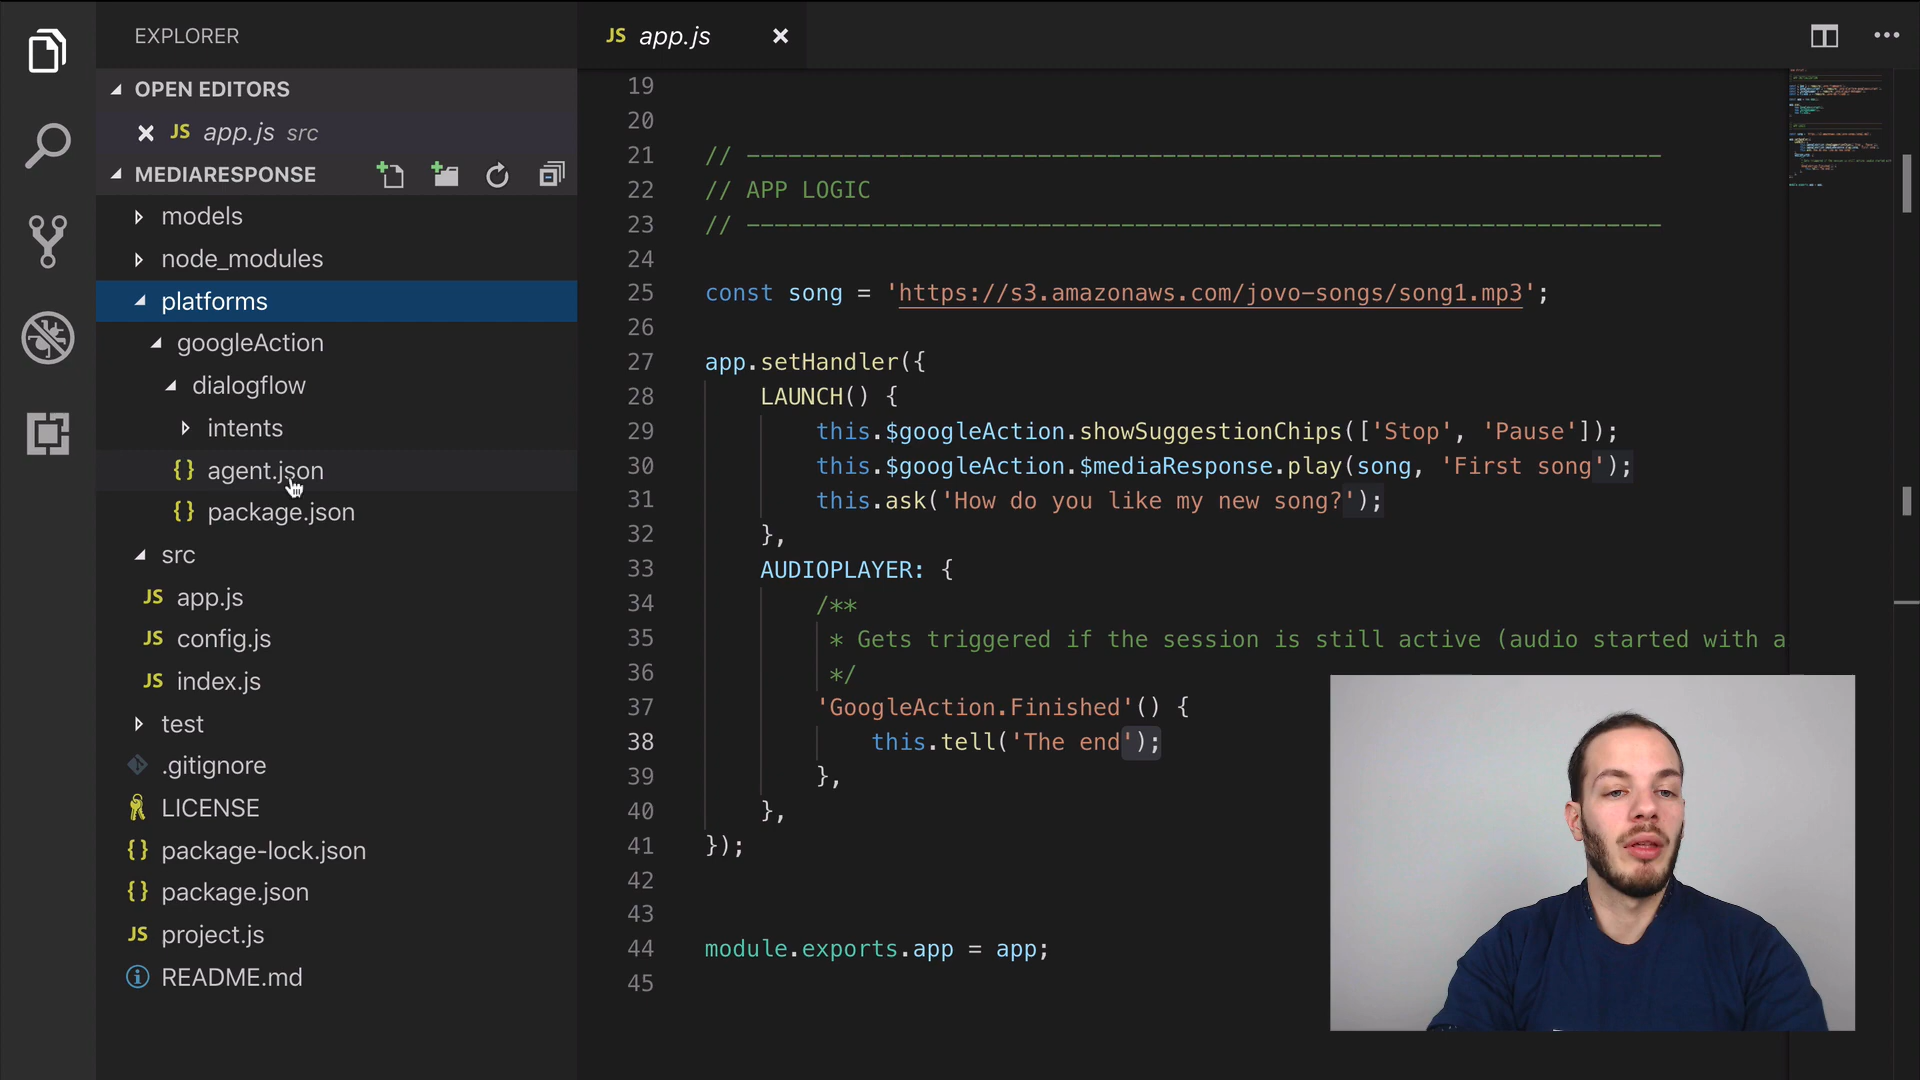 EXPLORER
OPEN EDITORS
JS app.js src
MEDIARESPONSE
models
node_modules
platforms
googleAction
dialogflow
intents
{} agent.json
{} package.json
src
JS app.js
JS config.js
JS index.js
test
.gitignore
LICENSE
{} package-lock.json
{} package.json
JS project.js
README.md
JS app.js
19
20
21 // ------------------------------------------------------------------
22 // APP LOGIC
23 // ------------------------------------------------------------------
24
25 const song = 'https://s3.amazonaws.com/jovo-songs/song1.mp3';
26
27 app.setHandler({
28 LAUNCH() {
29 this.$googleAction.showSuggestionChips(['Stop', 'Pause']);
30 this.$googleAction.$mediaResponse.play(song, 'First song');
31 this.ask('How do you like my new song?');
32 },
33 AUDIOPLAYER: {
34 /**
35 * Gets triggered if the session is still active (audio started with a
36 */
37 'GoogleAction.Finished'() {
38 this.tell('The end');
39 },
40 },
41 });
42
43
44 module.exports.app = app;
45